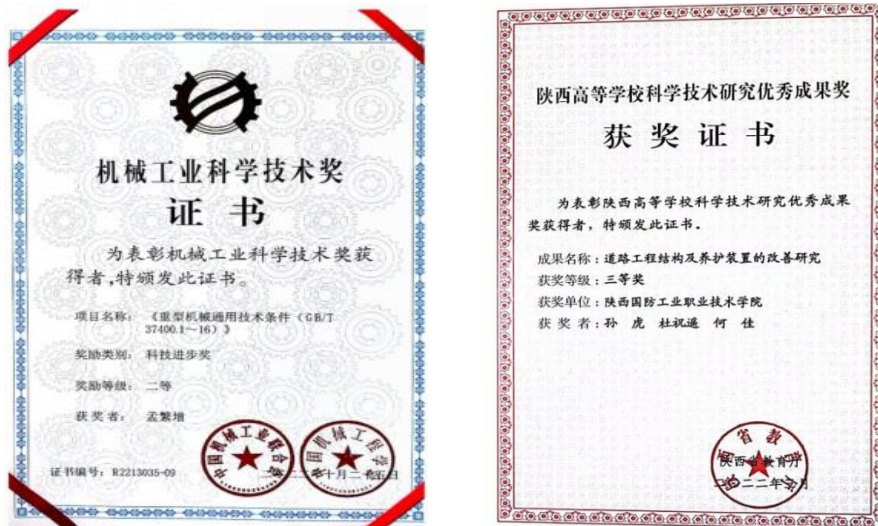 机械工业科学技术奖
证书
为表彰机械工业科学技术奖获
得者,特颁发此证书。
项目名称: 《重型机械通用技术条件(GB/T
37400.1~16)》
奖励类别: 科技进步奖
奖励等级: 二等
获奖者: 孟繁增
证书编号: R2213035-09
陕西高等学校科学技术研究优秀成果奖
获奖证书
为表彰陕西高等学校科学技术研究优秀成果
奖获得者,特颁发此证书.
成果名称:道路工程结构及养护装置的改善研究
获奖等级:三等奖
获奖单位:陕西国防工业职业技术学院
获奖者:孙虎 杜祝遥 何佳
陕西省教育厅